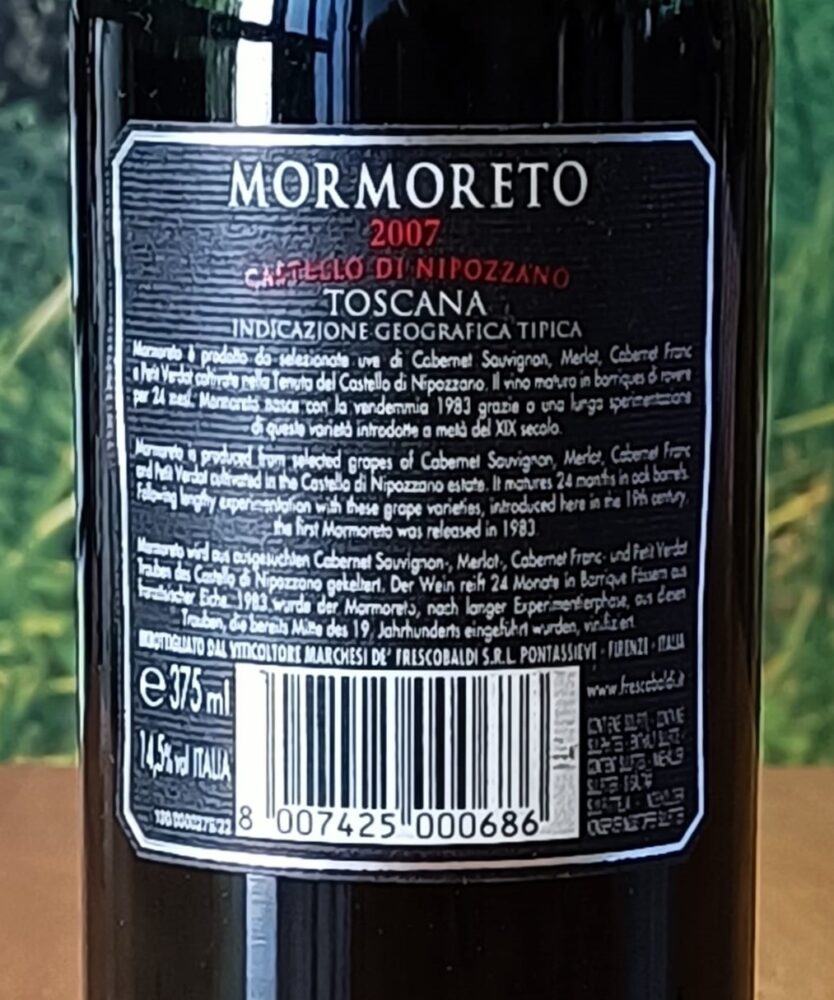 MORMORETO
2007
CASTELLO DI NIPOZZANO
TOSCANA
INDICAZIONE GEOGRAFICA TIPICA
Mormoreto è prodotto da selezionate uve di Cabernet Sauvignon, Merlot, Cabernet Franc
e Petit Verdot coltivate nella Tenuta del Castello di Nipozzano. Il vino matura in barriques di rovere
per 24 mesi. Mormoreto nasce con la vendemmia 1983 grazie a una lunga sperimentazione
di queste varietà introdotte a metà del XIX secolo.
Mormoreto is produced from selected grapes of Cabernet Sauvignon, Merlot, Cabernet Franc
and Petit Verdot cultivated in the Castello di Nipozzano estate. It matures 24 months in oak barrels.
Following lengthy experimentation with these grape varieties, introduced here in the 19th century,
the first Mormoreto was released in 1983.
Mormoreto wird aus ausgesuchten Cabernet Sauvignon-, Merlot-, Cabernet Franc- und Petit Verdot
Trauben des Castello di Nipozzano gekeltert. Der Wein reift 24 Monate in Barrique Fässern aus
französischer Eiche. 1983 wurde der Mormoreto, nach langer Experimentierphase, aus diesen
Trauben, die bereits Mitte des 19. Jahrhunderts eingeführt wurden, vinifiziert.
IMBOTTIGLIATO DAL VITICOLTORE MARCHESI DE' FRESCOBALDI S.R.L. PONTASSIEVE - FIRENZE - ITALIA
e 375 ml
www.frescobaldi.it
14,5% vol ITALIA
8 007425 000686